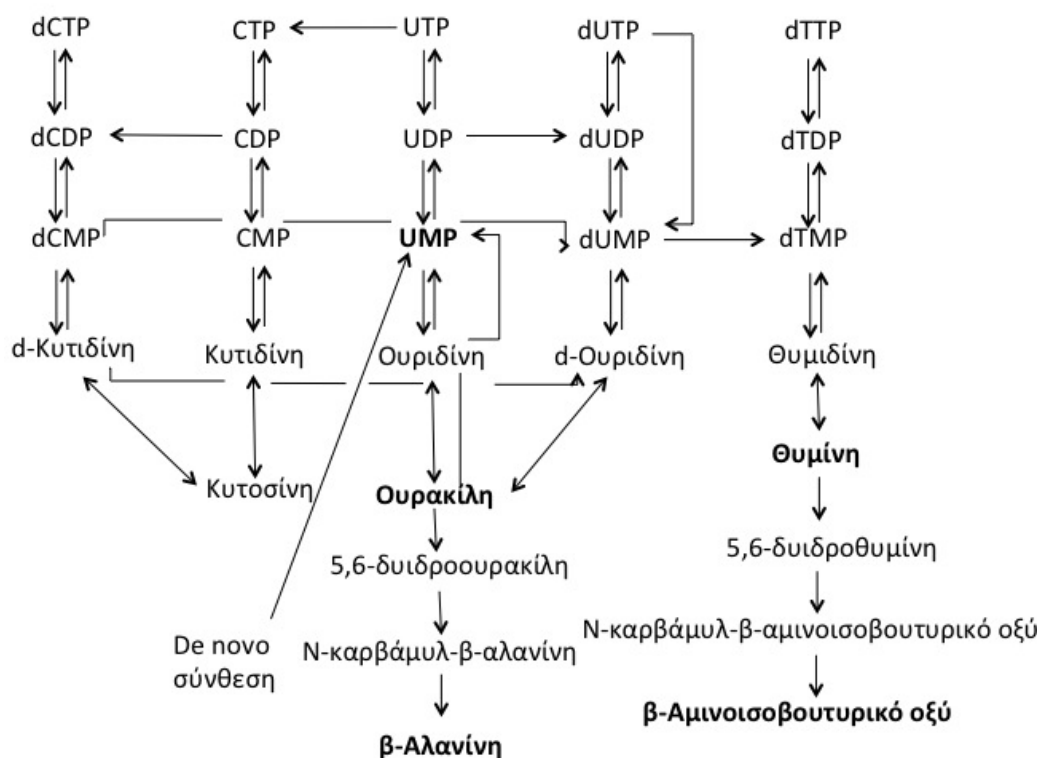 dCTP CTP UTP dUTP dTTP
dCDP CDP UDP dUDP dTDP
dCMP CMP UMP dUMP dTMP
d-Κυτιδίνη Κυτιδίνη Ουριδίνη d-Ουριδίνη Θυμιδίνη
Θυμίνη
Κυτοσίνη Ουρακίλη
5,6-δυιδροουρακίλη 5,6-δυιδροθυμίνη
De novo
σύνθεση
Ν-καρβάμυλ-β-αλανίνη Ν-καρβάμυλ-β-αμινοισοβουτυρικό οξύ
β-Αλανίνη β-Αμινοισοβουτυρικό οξύ